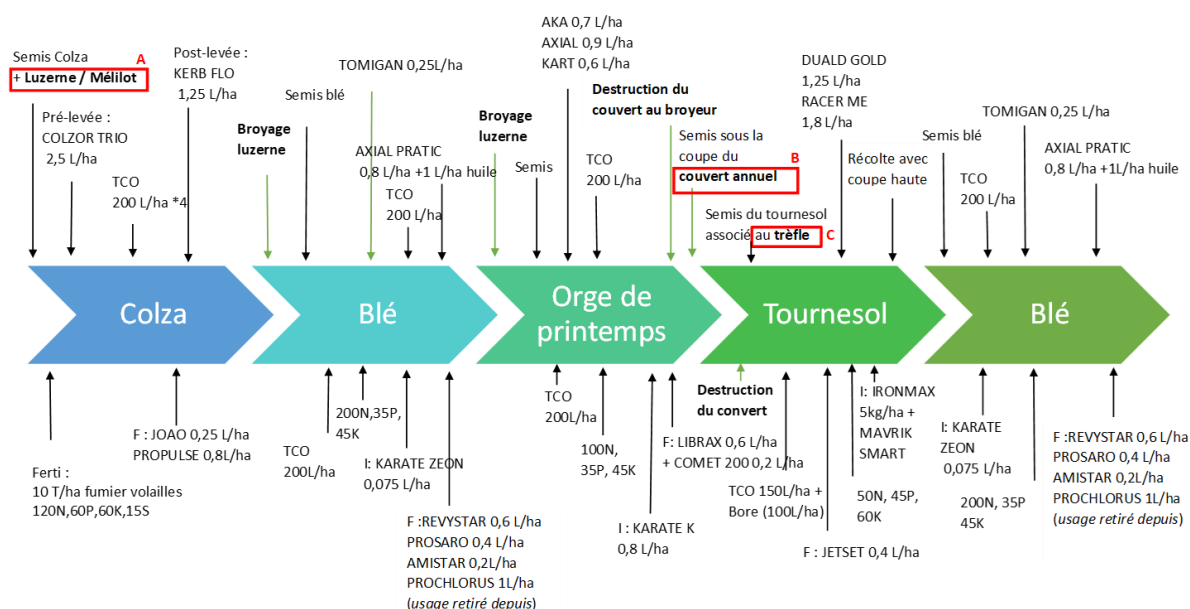 Semis Colza
+ Luzerne / Mélilot
A
Pré-levée :
COLZOR TRIO
2,5 L/ha
TCO
200 L/ha *4
Post-levée :
KERB FLO
1,25 L/ha
Broyage
luzerne
Semis blé
TOMIGAN 0,25L/ha
AXIAL PRATIC
0,8 L/ha +1 L/ha huile
TCO
200 L/ha
Broyage
luzerne
Semis
AKA 0,7 L/ha
AXIAL 0,9 L/ha
KART 0,6 L/ha
TCO
200 L/ha
Destruction du
couvert au broyeur
Semis sous la
coupe du
couvert annuel
B
Semis du tournesol
associé au trèfle
C
DUALD GOLD
1,25 L/ha
RACER ME
1,8 L/ha
Récolte avec
coupe haute
Semis blé
TCO
200 L/ha
TOMIGAN 0,25 L/ha
AXIAL PRATIC
0,8 L/ha +1L/ha huile
Colza
Blé
Orge de
printemps
Tournesol
Blé
Ferti :
10 T/ha fumier volailles
120N,60P,60K,15S
F : JOAO 0,25 L/ha
PROPULSE 0,8L/ha
TCO
200L/ha
200N,35P,
45K
I: KARATE ZEON
0,075 L/ha
F :REVYSTAR 0,6 L/ha
PROSARO 0,4 L/ha
AMISTAR 0,2L/ha
PROCHLORUS 1L/ha
(usage retiré depuis)
TCO
200L/ha
100N,
35P, 45K
I : KARATE K
0,8 L/ha
F: LIBRAX 0,6 L/ha
+ COMET 200 0,2 L/ha
Destruction
du convert
TCO 150L/ha +
Bore (100L/ha)
F : JETSET 0,4 L/ha
50N, 45P,
60K
I: IRONMAX
5kg/ha +
MAVRIK
SMART
I: KARATE
ZEON
0,075 L/ha
200N, 35P
45K
F :REVYSTAR 0,6 L/ha
PROSARO 0,4 L/ha
AMISTAR 0,2L/ha
PROCHLORUS 1L/ha
(usage retiré depuis)